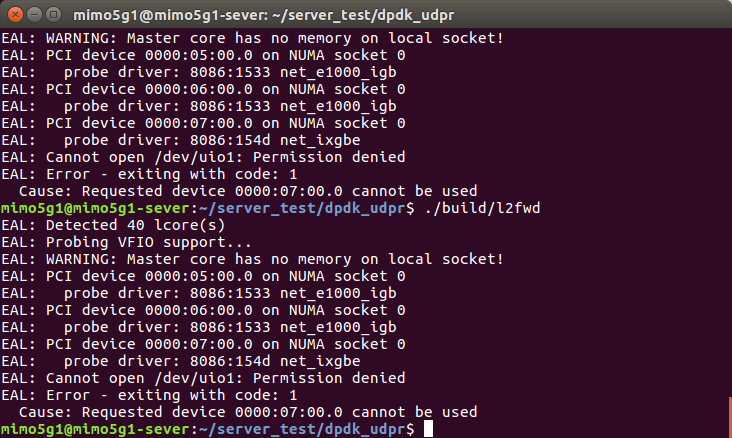 mimo5g1@mimo5g1-sever: ~/server_test/dpdk_udpr
EAL: WARNING: Master core has no memory on local socket!
EAL: PCI device 0000:05:00.0 on NUMA socket 0
EAL:   probe driver: 8086:1533 net_e1000_igb
EAL: PCI device 0000:06:00.0 on NUMA socket 0
EAL:   probe driver: 8086:1533 net_e1000_igb
EAL: PCI device 0000:07:00.0 on NUMA socket 0
EAL:   probe driver: 8086:154d net_ixgbe
EAL: Cannot open /dev/uio1: Permission denied
EAL: Error - exiting with code: 1
  Cause: Requested device 0000:07:00.0 cannot be used
mimo5g1@mimo5g1-sever:~/server_test/dpdk_udpr$ ./build/l2fwd
EAL: Detected 40 lcore(s)
EAL: Probing VFIO support...
EAL: WARNING: Master core has no memory on local socket!
EAL: PCI device 0000:05:00.0 on NUMA socket 0
EAL:   probe driver: 8086:1533 net_e1000_igb
EAL: PCI device 0000:06:00.0 on NUMA socket 0
EAL:   probe driver: 8086:1533 net_e1000_igb
EAL: PCI device 0000:07:00.0 on NUMA socket 0
EAL:   probe driver: 8086:154d net_ixgbe
EAL: Cannot open /dev/uio1: Permission denied
EAL: Error - exiting with code: 1
  Cause: Requested device 0000:07:00.0 cannot be used
mimo5g1@mimo5g1-sever:~/server_test/dpdk_udpr$